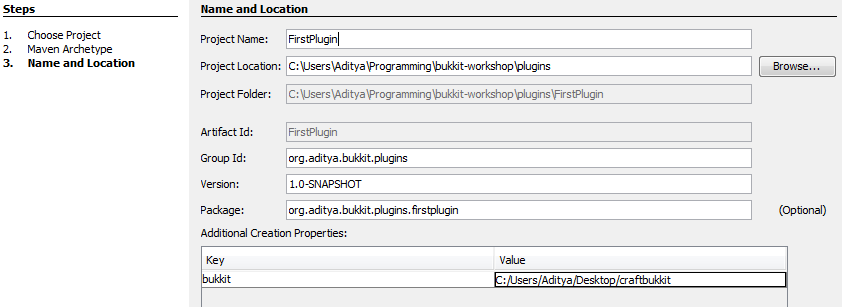 Steps
1. Choose Project
2. Maven Archetype
3. Name and Location
Name and Location
Project Name: FirstPlugin
Project Location: C:\Users\Aditya\Programming\bukkit-workshop\plugins Browse...
Project Folder: C:\Users\Aditya\Programming\bukkit-workshop\plugins\FirstPlugin
Artifact Id: FirstPlugin
Group Id: org.aditya.bukkit.plugins
Version: 1.0-SNAPSHOT
Package: org.aditya.bukkit.plugins.firstplugin (Optional)
Additional Creation Properties:
Key Value
bukkit C:/Users/Aditya/Desktop/craftbukkit